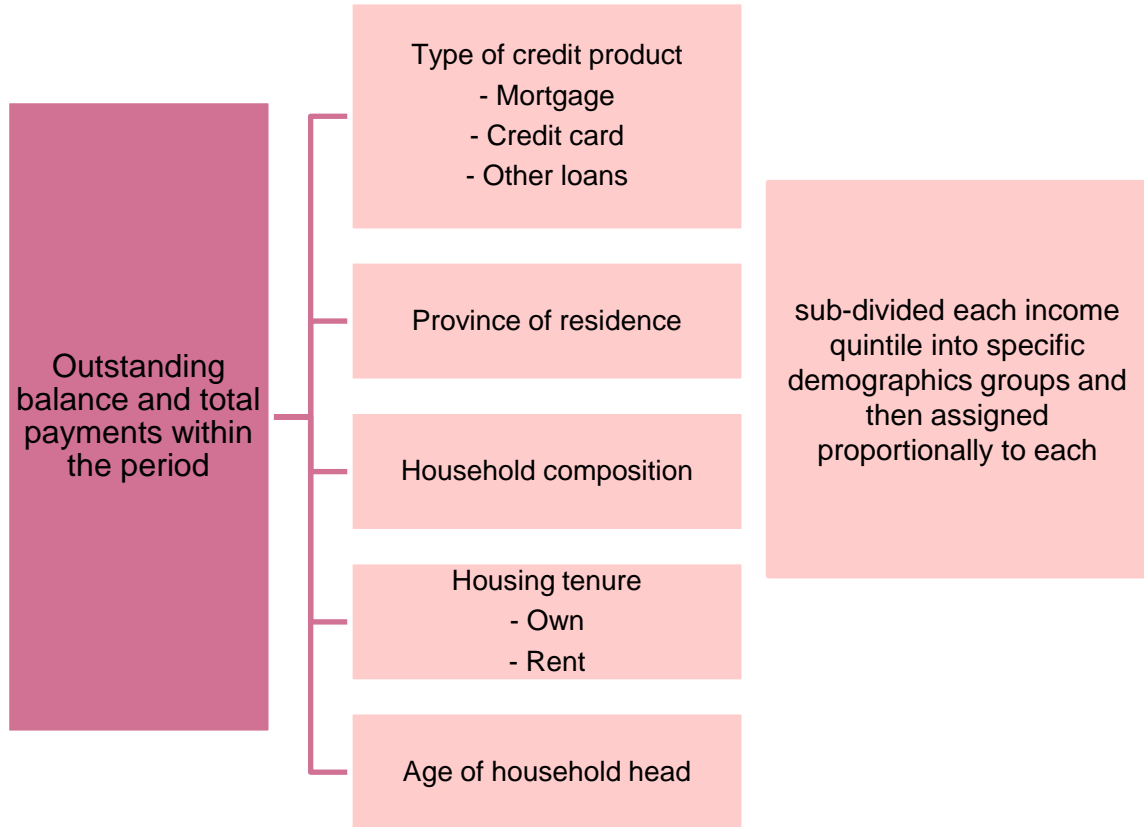 Outstanding
balance and total
payments within
the period
Type of credit product
- Mortgage
- Credit card
- Other loans
Province of residence
Household composition
Housing tenure
- Own
- Rent
Age of household head
sub-divided each income
quintile into specific
demographics groups and
then assigned
proportionally to each